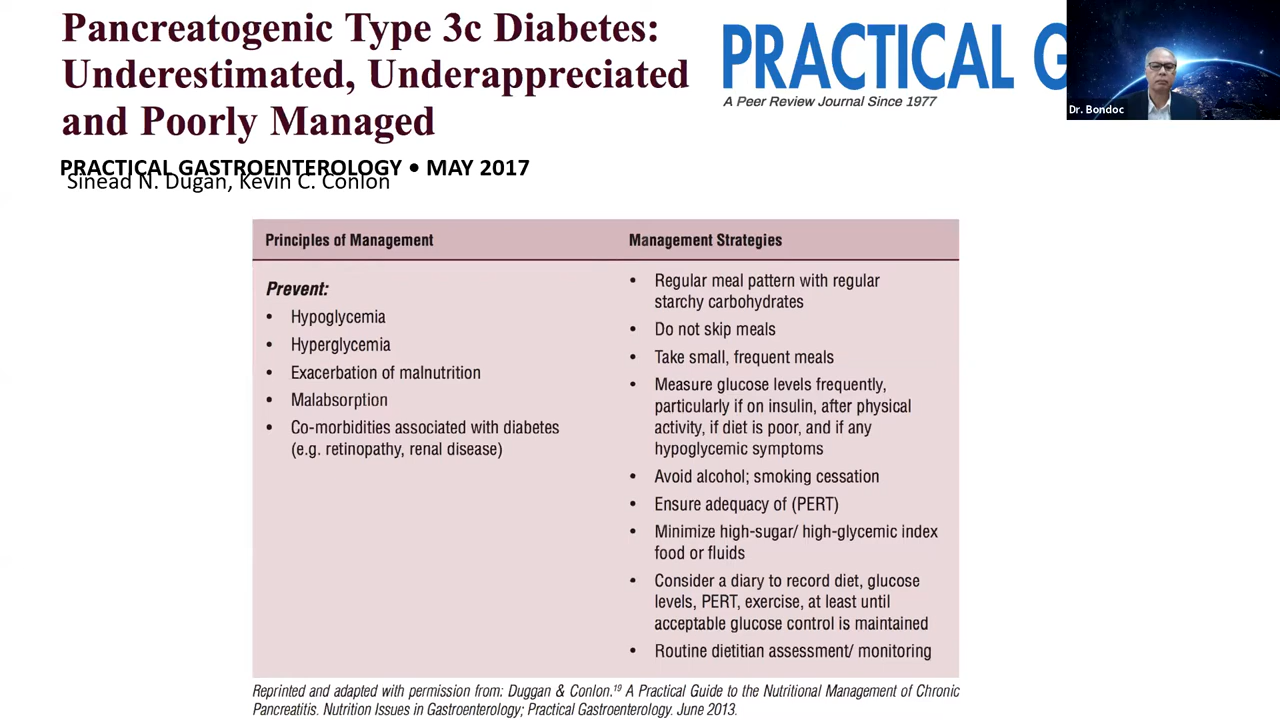 Pancreatogenic Type 3c Diabetes:
Underestimated, Underappreciated
and Poorly Managed
PRACTICAL G
A Peer Review Journal Since 1977
Dr. Bondoc
PRACTICAL GASTROENTEROLOGY • MAY 2017
Sinead N. Dugan, Kevin C. Conlon
Principles of Management
Prevent:
• Hypoglycemia
• Hyperglycemia
• Exacerbation of malnutrition
• Malabsorption
• Co-morbidities associated with diabetes
(e.g. retinopathy, renal disease)
Management Strategies
• Regular meal pattern with regular
starchy carbohydrates
• Do not skip meals
• Take small, frequent meals
• Measure glucose levels frequently,
particularly if on insulin, after physical
activity, if diet is poor, and if any
hypoglycemic symptoms
• Avoid alcohol; smoking cessation
• Ensure adequacy of (PERT)
• Minimize high-sugar/ high-glycemic index
food or fluids
• Consider a diary to record diet, glucose
levels, PERT, exercise, at least until
acceptable glucose control is maintained
• Routine dietitian assessment/ monitoring
Reprinted and adapted with permission from: Duggan & Conlon.¹⁹ A Practical Guide to the Nutritional Management of Chronic
Pancreatitis. Nutrition Issues in Gastroenterology; Practical Gastroenterology. June 2013.